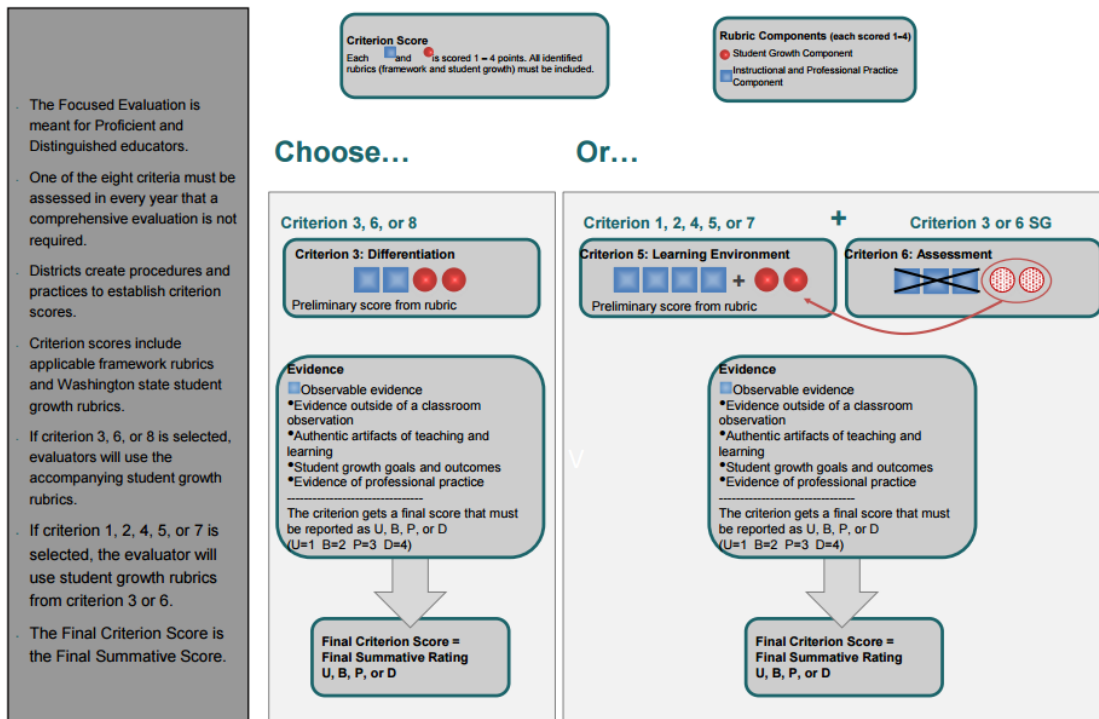 The Focused Evaluation is
meant for Proficient and
Distinguished educators.
One of the eight criteria must be
assessed in every year that a
comprehensive evaluation is not
required.
Districts create procedures and
practices to establish criterion
scores.
Criterion scores include
applicable framework rubrics
and Washington state student
growth rubrics.
If criterion 3, 6, or 8 is selected,
evaluators will use the
accompanying student growth
rubrics.
If criterion 1, 2, 4, 5, or 7 is
selected, the evaluator will
use student growth rubrics
from criterion 3 or 6.
The Final Criterion Score is
the Final Summative Score.
Criterion Score
Each and is scored 1 – 4 points. All identified
rubrics (framework and student growth) must be included.
Rubric Components (each scored 1–4)
Student Growth Component
Instructional and Professional Practice
Component
Choose…
Criterion 3, 6, or 8
Criterion 3: Differentiation
Preliminary score from rubric
Evidence
Observable evidence
•Evidence outside of a classroom
observation
•Authentic artifacts of teaching and
learning
•Student growth goals and outcomes
•Evidence of professional practice
---------------------------------
The criterion gets a final score that must
be reported as U, B, P, or D
(U=1 B=2 P=3 D=4)
Final Criterion Score =
Final Summative Rating
U, B, P, or D
V
Or…
Criterion 1, 2, 4, 5, or 7 + Criterion 3 or 6 SG
Criterion 5: Learning Environment
+
Preliminary score from rubric
Criterion 6: Assessment
Evidence
Observable evidence
•Evidence outside of a classroom
observation
•Authentic artifacts of teaching and
learning
•Student growth goals and outcomes
•Evidence of professional practice
---------------------------------
The criterion gets a final score that must
be reported as U, B, P, or D
(U=1 B=2 P=3 D=4)
Final Criterion Score =
Final Summative Rating
U, B, P, or D